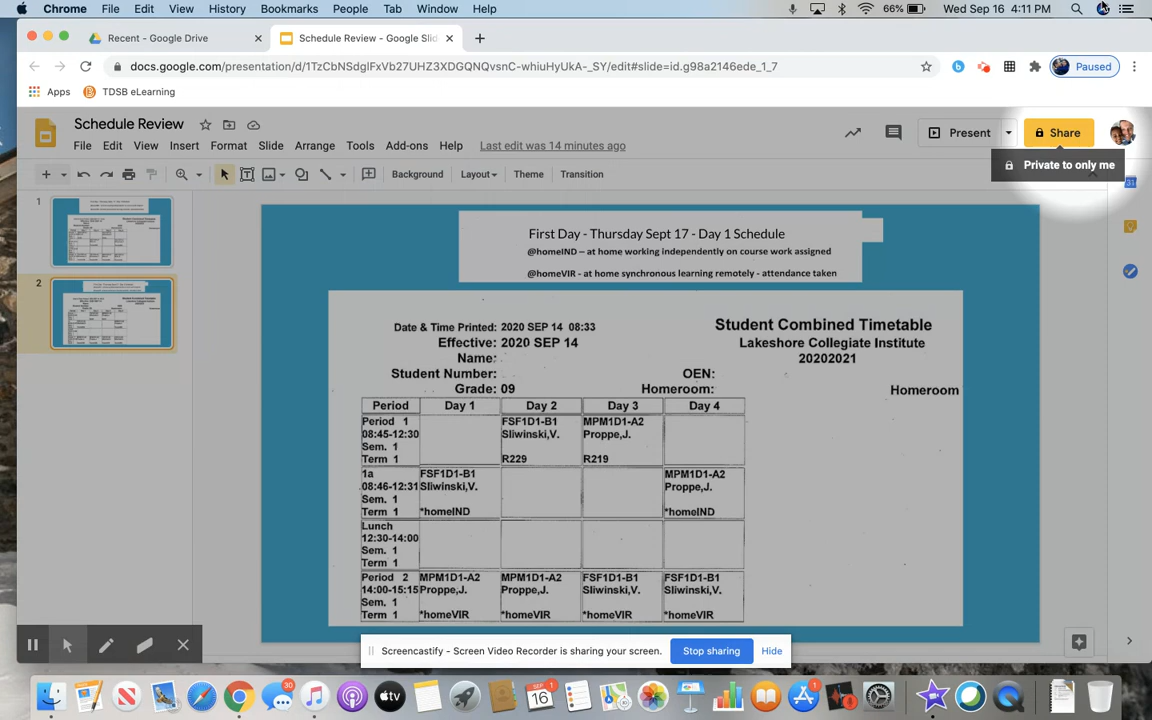 Chrome File Edit View History Bookmarks People Tab Window Help 66% Wed Sep 16 4:11 PM
Recent - Google Drive Schedule Review - Google Slid
docs.google.com/presentation/d/1TzCbNSdglFxVb27UHZ3XDGQNQvsnC-whiuHyUkA-_SY/edit#slide=id.g98a2146ede_1_7 Paused
Apps TDSB eLearning
Schedule Review Present Share
File Edit View Insert Format Slide Arrange Tools Add-ons Help Last edit was 14 minutes ago
Private to only me
Background Layout Theme Transition
1
2
First Day - Thursday Sept 17 - Day 1 Schedule
@homeIND – at home working independently on course work assigned
@homeVIR - at home synchronous learning remotely - attendance taken
Date & Time Printed: 2020 SEP 14 08:33
Effective: 2020 SEP 14
Name:
Student Number:
Grade: 09
Student Combined Timetable
Lakeshore Collegiate Institute
20202021
OEN:
Homeroom:
Homeroom
Period Day 1 Day 2 Day 3 Day 4
Period 1 FSF1D1-B1 MPM1D1-A2
08:45-12:30 Sliwinski,V. Proppe,J.
Sem. 1
Term 1 R229 R219
1a FSF1D1-B1 MPM1D1-A2
08:46-12:31 Sliwinski,V. Proppe,J.
Sem. 1
Term 1 *homeIND *homeIND
Lunch
12:30-14:00
Sem. 1
Term 1
Period 2 MPM1D1-A2 MPM1D1-A2 FSF1D1-B1 FSF1D1-B1
14:00-15:15 Proppe,J. Proppe,J. Sliwinski,V. Sliwinski,V.
Sem. 1
Term 1 *homeVIR *homeVIR *homeVIR *homeVIR
Screencastify - Screen Video Recorder is sharing your screen. Stop sharing Hide
30
SEP 1
16
1
tv